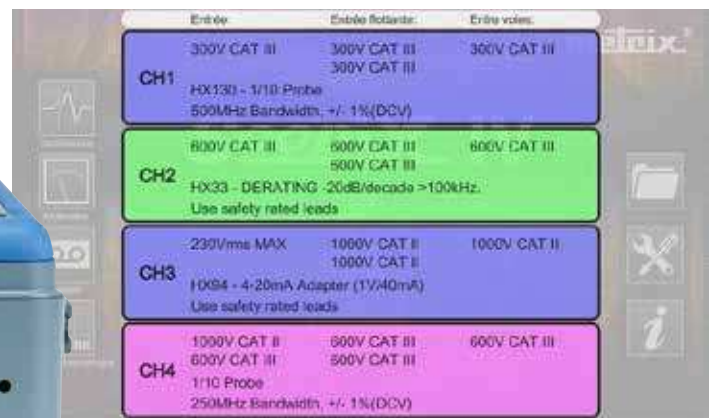 Entrée: Entrée flottante: Entre voies:
CH1
300V CAT III 300V CAT III 300V CAT III
300V CAT III
HX130 - 1/10 Probe
500MHz Bandwidth, +/- 1%(DCV)
CH2
600V CAT III 600V CAT III 600V CAT III
600V CAT III
HX33 - DERATING -20dB/decade >100kHz.
Use safety rated leads
CH3
230Vrms MAX 1000V CAT II 1000V CAT II
1000V CAT II
HX94 - 4-20mA Adapter (1V/40mA)
Use safety rated leads
CH4
1000V CAT II 600V CAT III 600V CAT III
600V CAT III 600V CAT III
1/10 Probe
250MHz Bandwidth, +/- 1%(DCV)